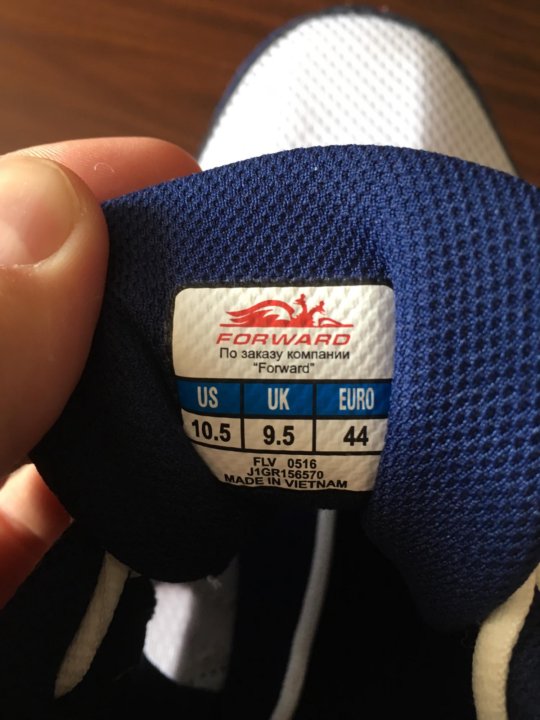 FORWARD
По заказу компании
"Forward"
US UK EURO
10.5 9.5 44
FLV 0516
J1GR156570
MADE IN VIETNAM